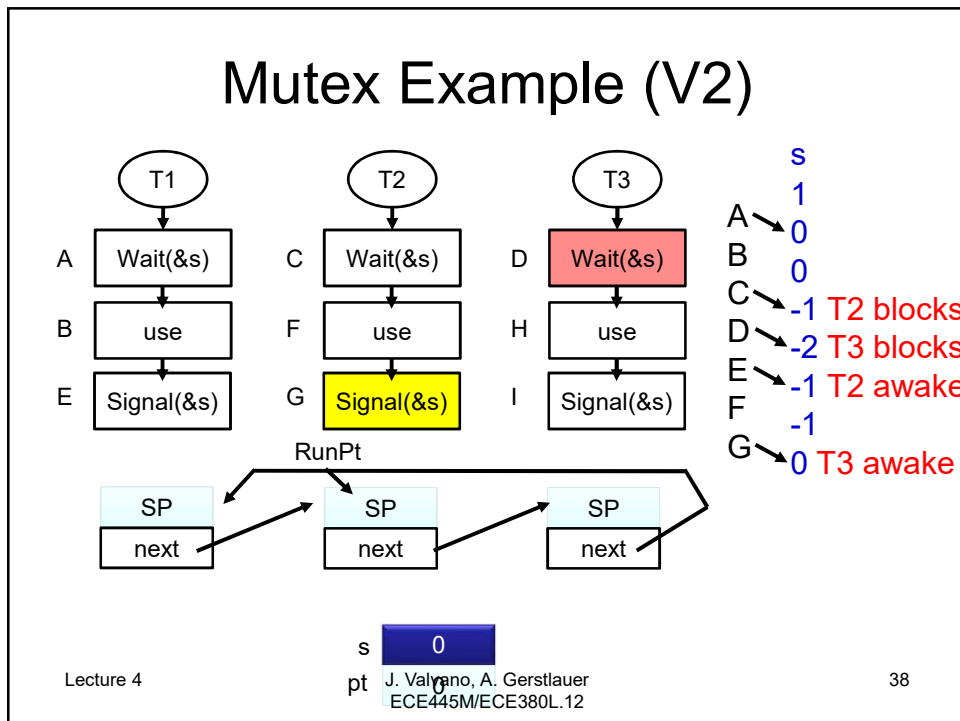 Mutex Example (V2)
T1
T2
T3
A
Wait(&s)
C
Wait(&s)
D
Wait(&s)
B
use
F
use
H
use
E
Signal(&s)
G
Signal(&s)
I
Signal(&s)
s
1
A
0
B
0
C
-1 T2 blocks
D
-2 T3 blocks
E
-1 T2 awake
F
-1
G
0 T3 awake
RunPt
SP
SP
SP
next
next
next
s
0
pt
0
Lecture 4
J. Valvano, A. Gerstlauer
ECE445M/ECE380L.12
38